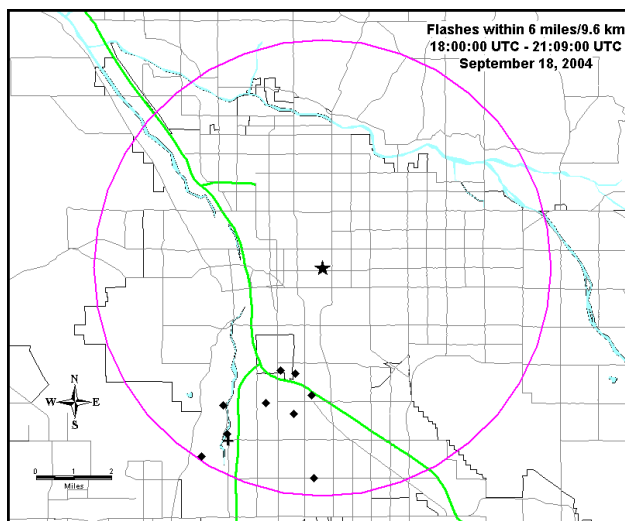 Flashes within 6 miles/9.6 km
18:00:00 UTC - 21:09:00 UTC
September 18, 2004
N
W E
S
0 1 2
Miles